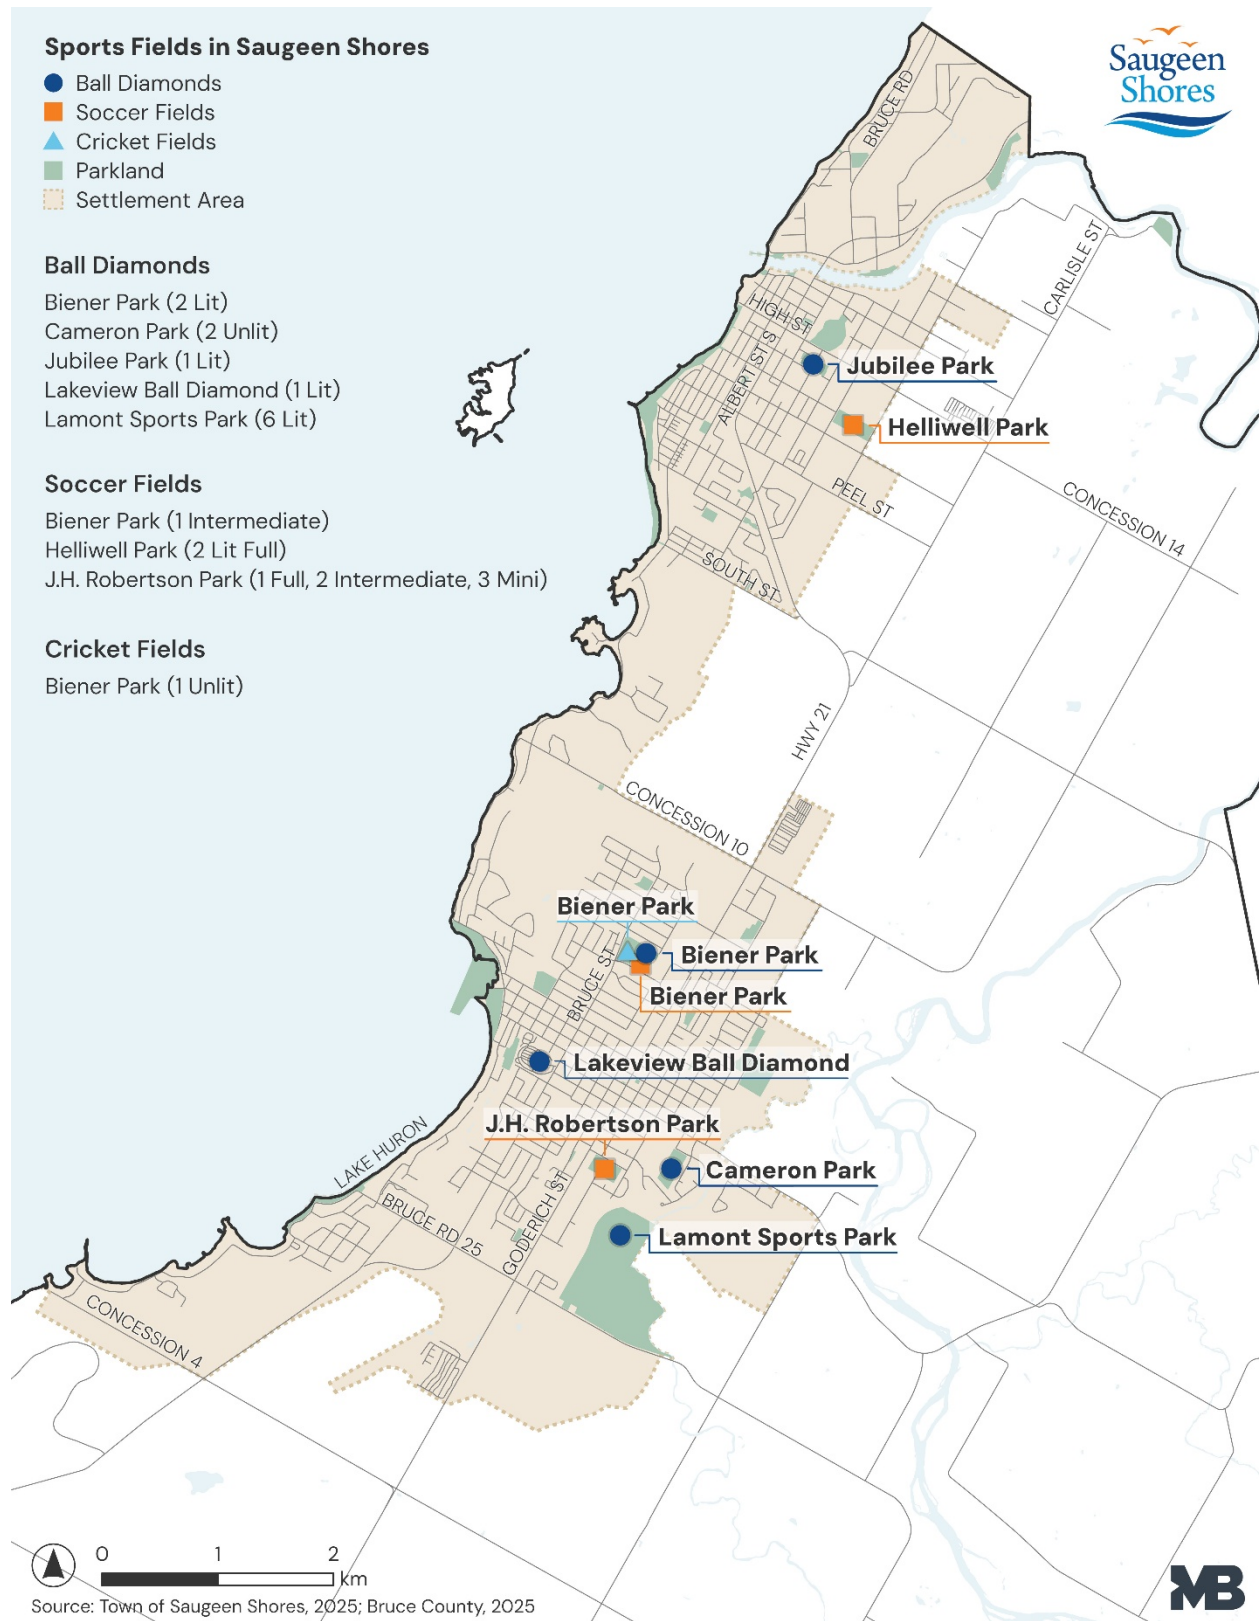 Sports Fields in Saugeen Shores
Ball Diamonds
Soccer Fields
Cricket Fields
Parkland
Settlement Area
Ball Diamonds
Biener Park (2 Lit)
Cameron Park (2 Unlit)
Jubilee Park (1 Lit)
Lakeview Ball Diamond (1 Lit)
Lamont Sports Park (6 Lit)
Soccer Fields
Biener Park (1 Intermediate)
Helliwell Park (2 Lit Full)
J.H. Robertson Park (1 Full, 2 Intermediate, 3 Mini)
Cricket Fields
Biener Park (1 Unlit)
Saugeen
Shores
BRUCE RD
CARLISLE ST
HIGH ST
ALBERT ST S
Jubilee Park
Helliwell Park
PEEL ST
CONCESSION 14
SOUTH ST
HWY 21
CONCESSION 10
Biener Park
Biener Park
Biener Park
BRUCE ST
Lakeview Ball Diamond
J.H. Robertson Park
LAKE HURON
Cameron Park
BRUCE RD 25
GODERICH ST
Lamont Sports Park
CONCESSION 4
0 1 2
km
Source: Town of Saugeen Shores, 2025; Bruce County, 2025
MB